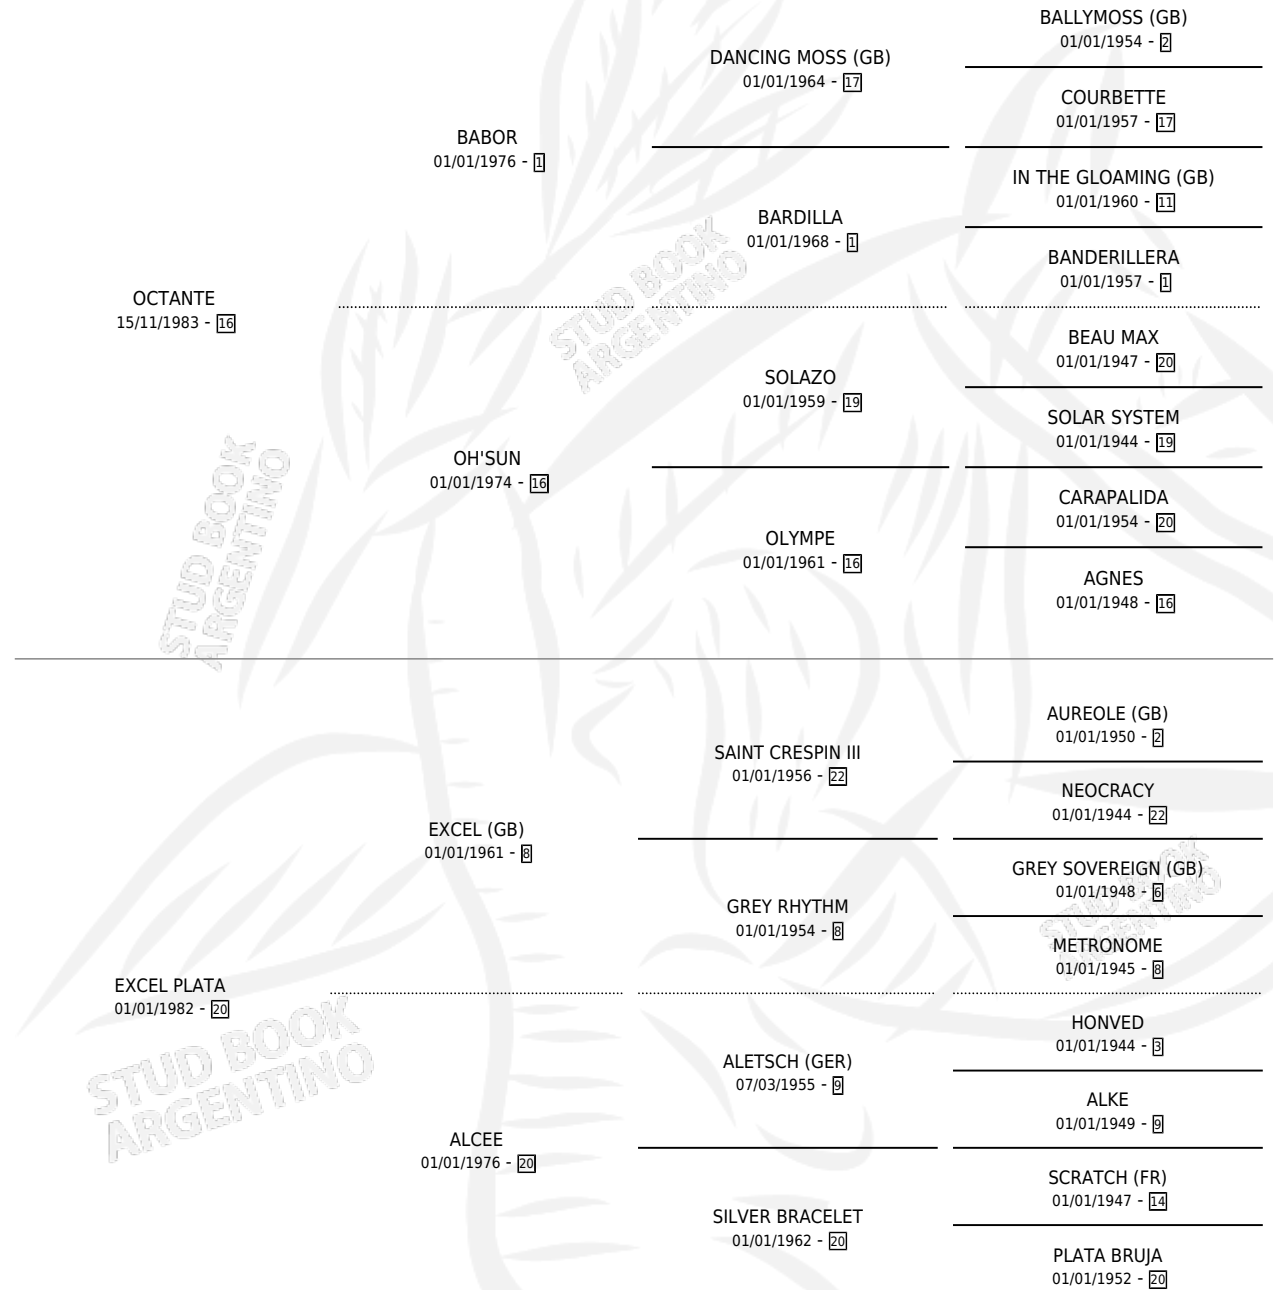 BALLYMOSS (GB)
01/01/1954 - 2
DANCING MOSS (GB)
01/01/1964 - 17
COURBETTE
01/01/1957 - 17
BABOR
01/01/1976 - 1
IN THE GLOAMING (GB)
01/01/1960 - 11
BARDILLA
01/01/1968 - 1
BANDERILLERA
01/01/1957 - 1
OCTANTE
15/11/1983 - 16
BEAU MAX
01/01/1947 - 20
SOLAZO
01/01/1959 - 19
SOLAR SYSTEM
01/01/1944 - 19
OH'SUN
01/01/1974 - 16
CARAPALIDA
01/01/1954 - 20
OLYMPE
01/01/1961 - 16
AGNES
01/01/1948 - 16
STUD BOOK
ARGENTINO
STUD BOOK
ARGENTINO
AUREOLE (GB)
01/01/1950 - 2
SAINT CRESPIN III
01/01/1956 - 22
NEOCRACY
01/01/1944 - 22
EXCEL (GB)
01/01/1961 - 8
GREY SOVEREIGN (GB)
01/01/1948 - 6
GREY RHYTHM
01/01/1954 - 8
METRONOME
01/01/1945 - 8
EXCEL PLATA
01/01/1982 - 20
HONVED
01/01/1944 - 3
ALETSCH (GER)
07/03/1955 - 9
ALKE
01/01/1949 - 9
ALCEE
01/01/1976 - 20
SCRATCH (FR)
01/01/1947 - 14
SILVER BRACELET
01/01/1962 - 20
PLATA BRUJA
01/01/1952 - 20
STUD BOOK
ARGENTINO
STUD BOOK
ARGENTINO